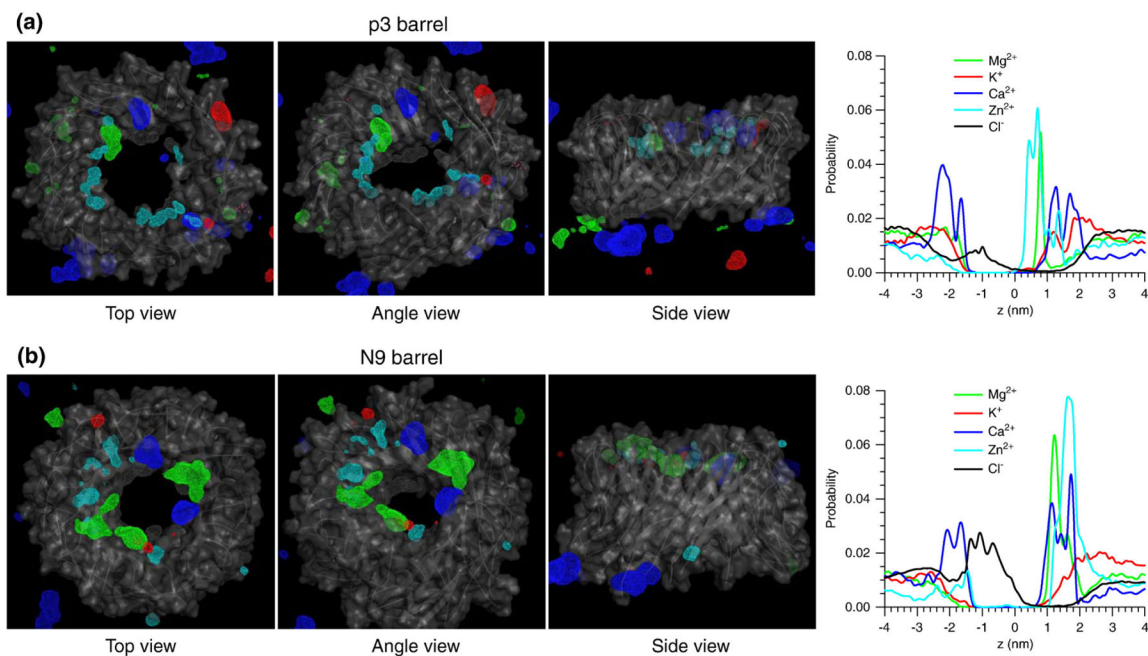 (a)
p3 barrel
Top view
Angle view
Side view
0.08
0.06
0.04
0.02
0.00
Probability
Mg²⁺
K⁺
Ca²⁺
Zn²⁺
Cl⁻
-4 -3 -2 -1 0 1 2 3 4
z (nm)
(b)
N9 barrel
Top view
Angle view
Side view
0.08
0.06
0.04
0.02
0.00
Probability
Mg²⁺
K⁺
Ca²⁺
Zn²⁺
Cl⁻
-4 -3 -2 -1 0 1 2 3 4
z (nm)